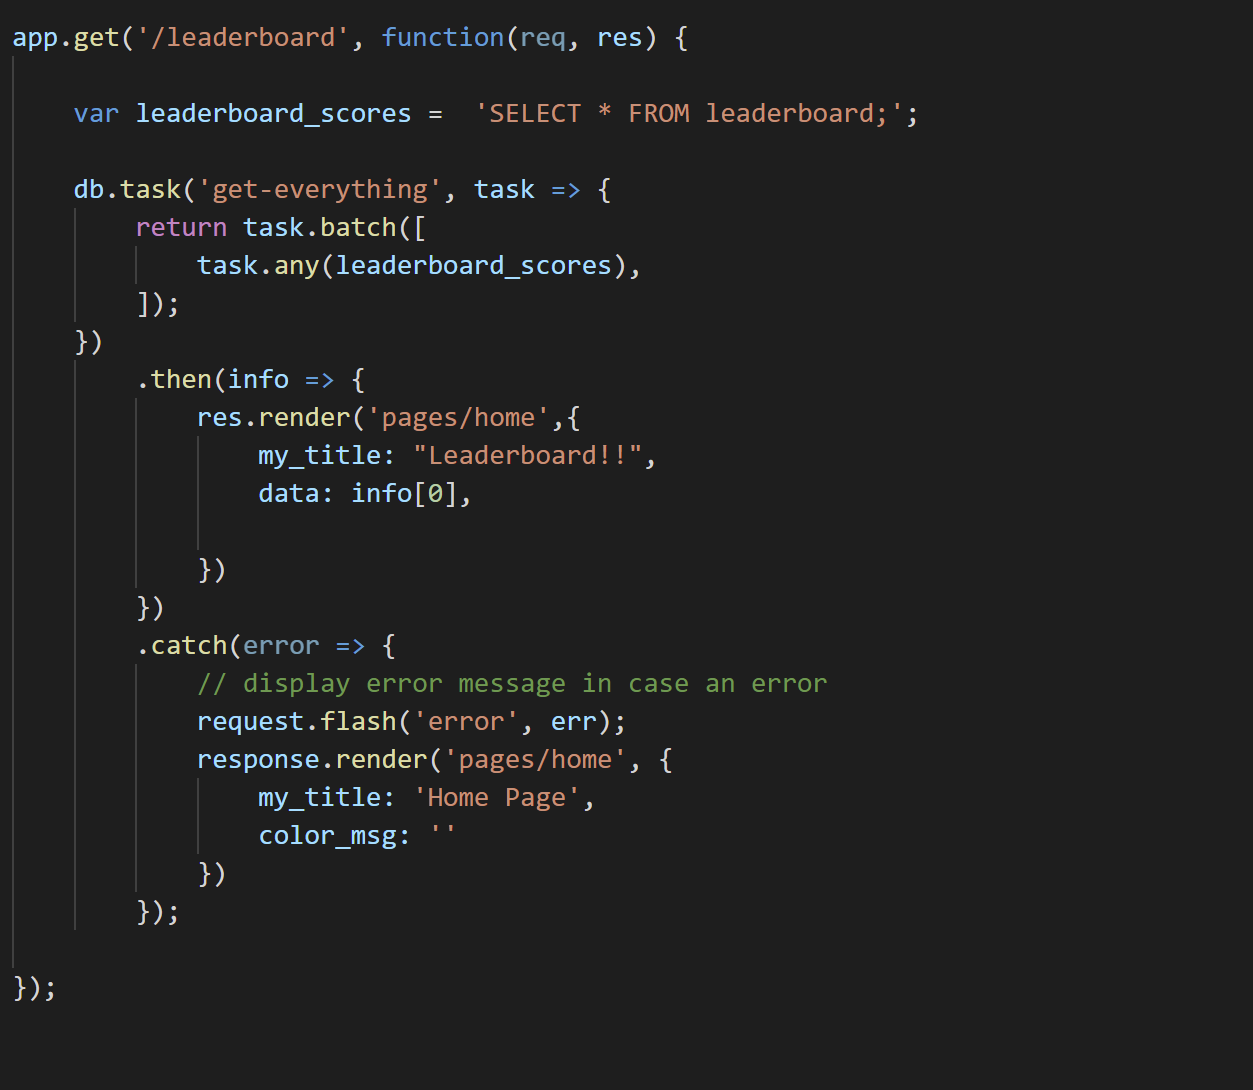 app.get('/leaderboard', function(req, res) {
var leaderboard_scores =  'SELECT * FROM leaderboard;';
db.task('get-everything', task => {
return task.batch([
task.any(leaderboard_scores),
]);
})
.then(info => {
res.render('pages/home',{
my_title: "Leaderboard!!",
data: info[0],
})
})
.catch(error => {
// display error message in case an error
request.flash('error', err);
response.render('pages/home', {
my_title: 'Home Page',
color_msg: ''
})
});
});